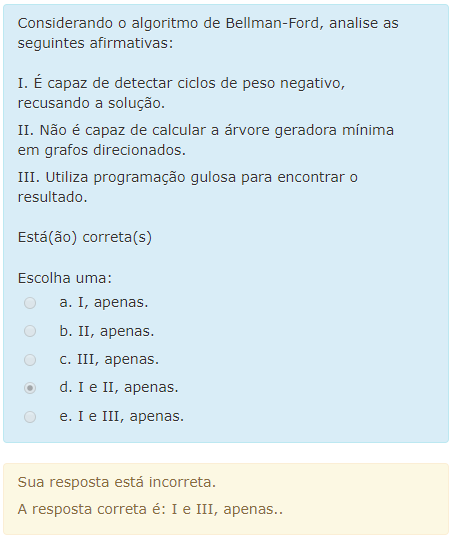 Considerando o algoritmo de Bellman-Ford, analise as
seguintes afirmativas:
I. É capaz de detectar ciclos de peso negativo,
recusando a solução.
II. Não é capaz de calcular a árvore geradora mínima
em grafos direcionados.
III. Utiliza programação gulosa para encontrar o
resultado.
Está(ão) correta(s)
Escolha uma:
a. I, apenas.
b. II, apenas.
c. III, apenas.
d. I e II, apenas.
e. I e III, apenas.
Sua resposta está incorreta.
A resposta correta é: I e III, apenas..